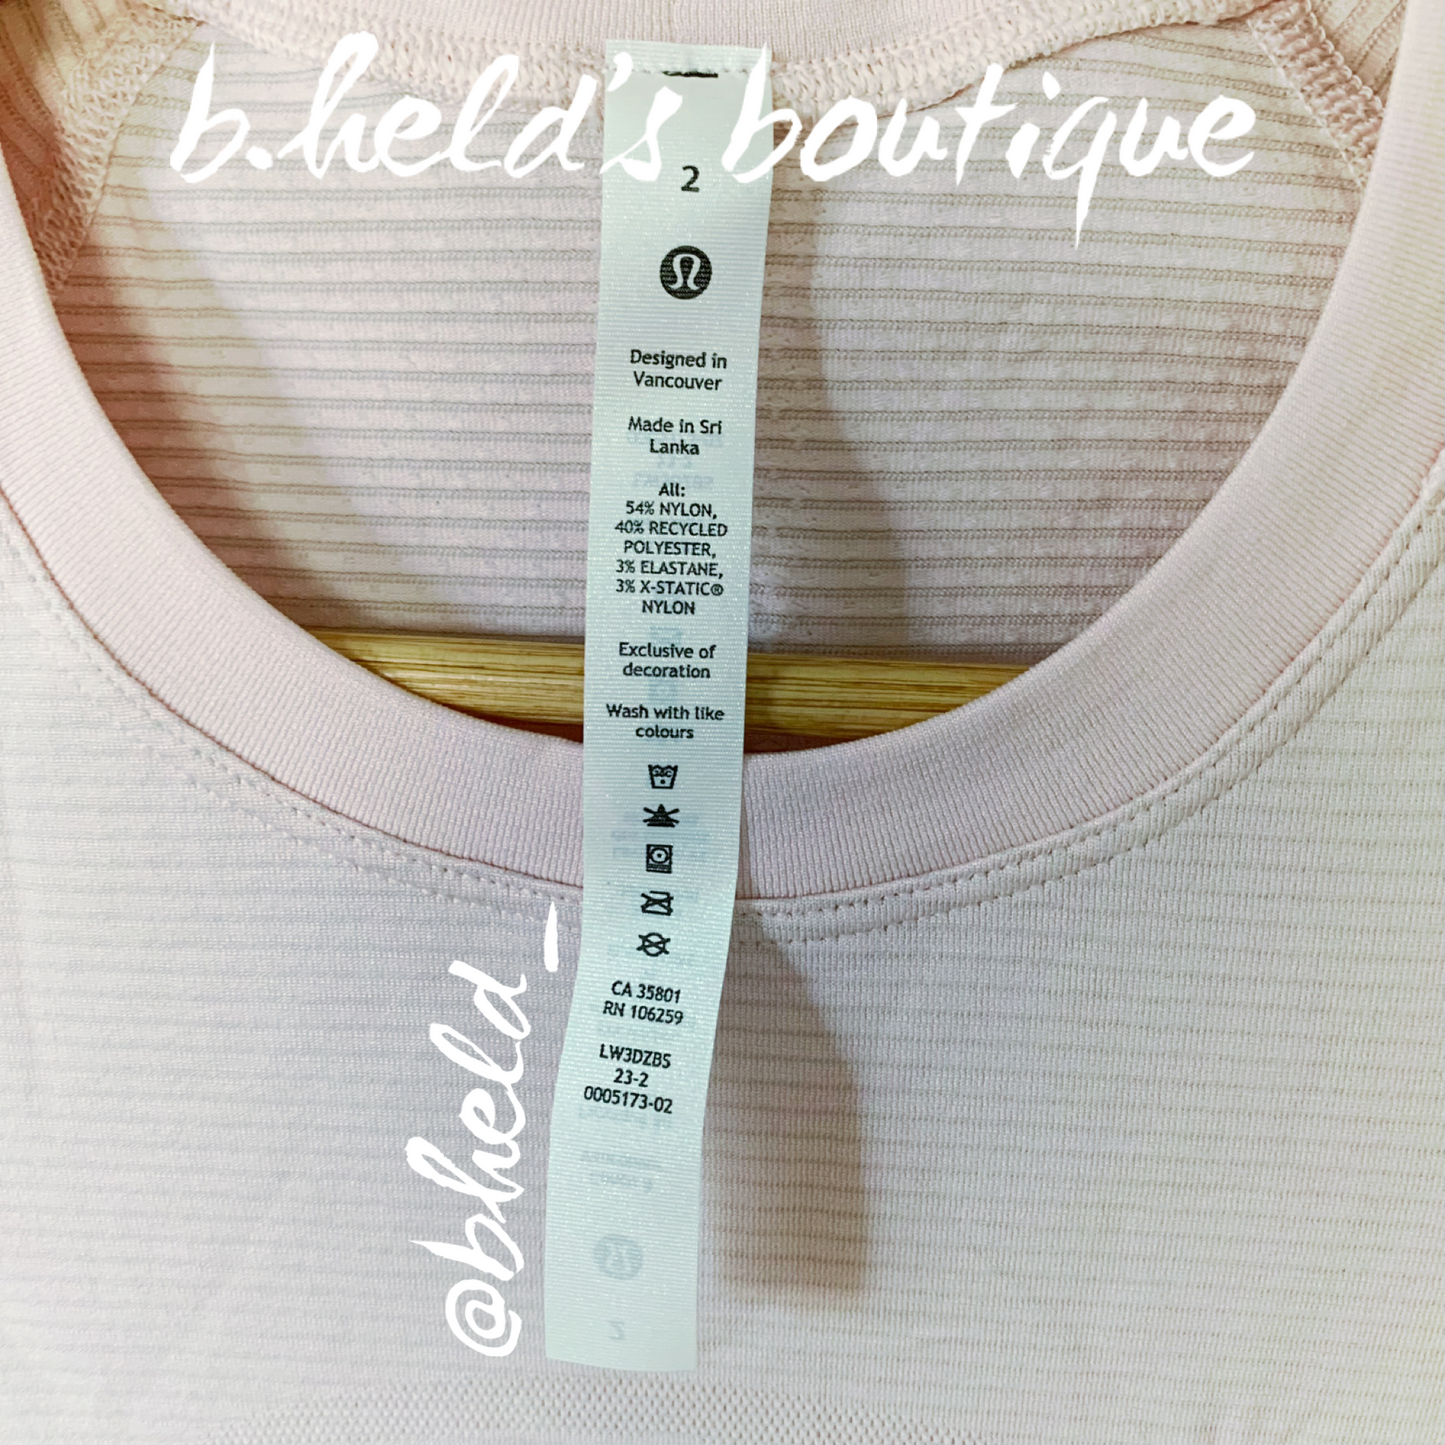 b.held's boutique
2
Designed in
Vancouver
Made in Sri
Lanka
All:
54% NYLON,
40% RECYCLED
POLYESTER,
3% ELASTANE,
3% X-STATIC®
NYLON
Exclusive of
decoration
Wash with like
colours
CA 35801
RN 106259
LW3DZBS
23-2
0005173-02
@bheld_